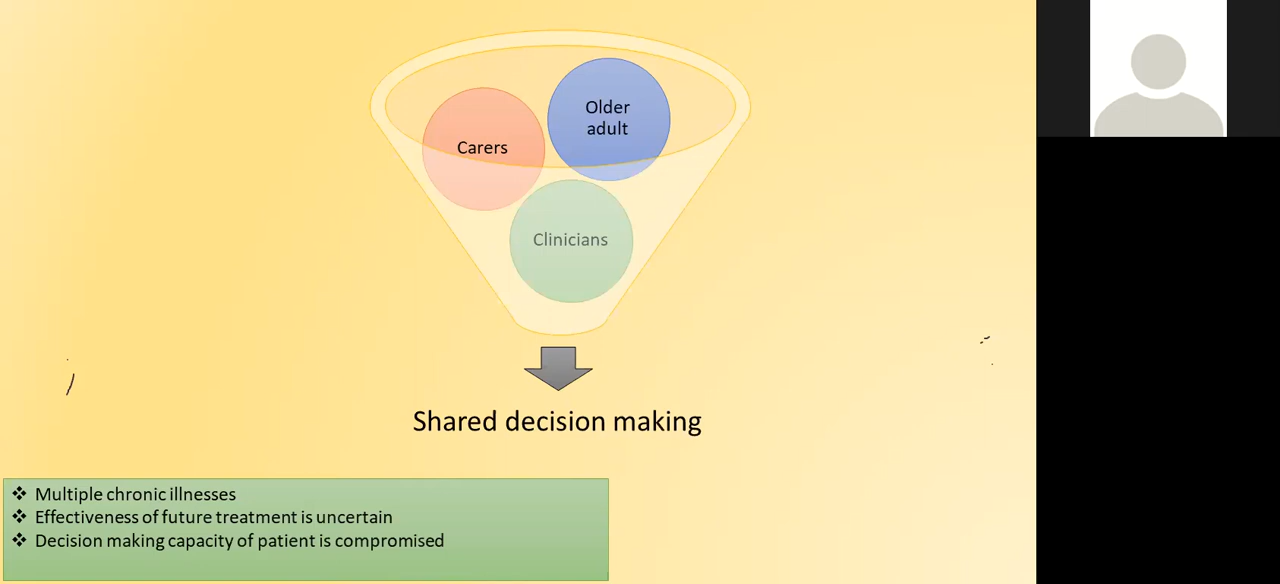 Older
adult
Carers
Clinicians
Shared decision making
❖ Multiple chronic illnesses
❖ Effectiveness of future treatment is uncertain
❖ Decision making capacity of patient is compromised